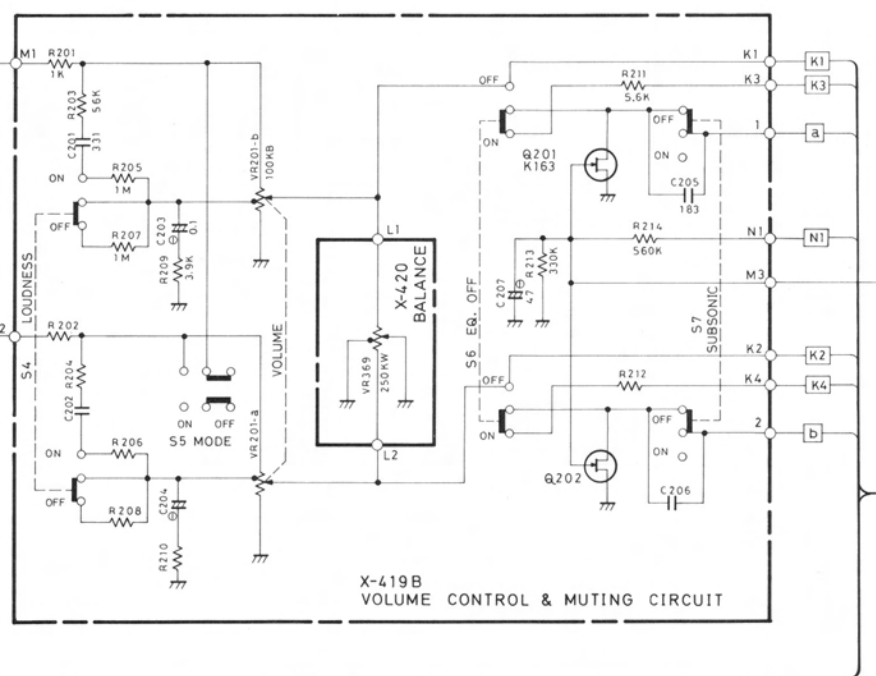 M1
R201
1K
R203
56K
C201
331
ON
R205
1M
OFF
R207
1M
C203
0.1
R209
3.9K
VR201-b
100KB
LOUDNESS
S4
VOLUME
2
R202
R204
C202
ON
R206
OFF
R208
C204
R210
ON
OFF
S5 MODE
VR201-a
L1
X-420
BALANCE
VR369
250KW
L2
K1
K1
OFF
R211
5,6K
K3
K3
ON
OFF
1
a
Q201
K163
ON
C205
183
R214
560K
N1
N1
R213
330K
C207
47
M3
S6 EQ. OFF
S7
SUBSONIC
K2
K2
OFF
R212
K4
K4
ON
OFF
2
b
ON
Q202
C206
X-419B
VOLUME CONTROL & MUTING CIRCUIT